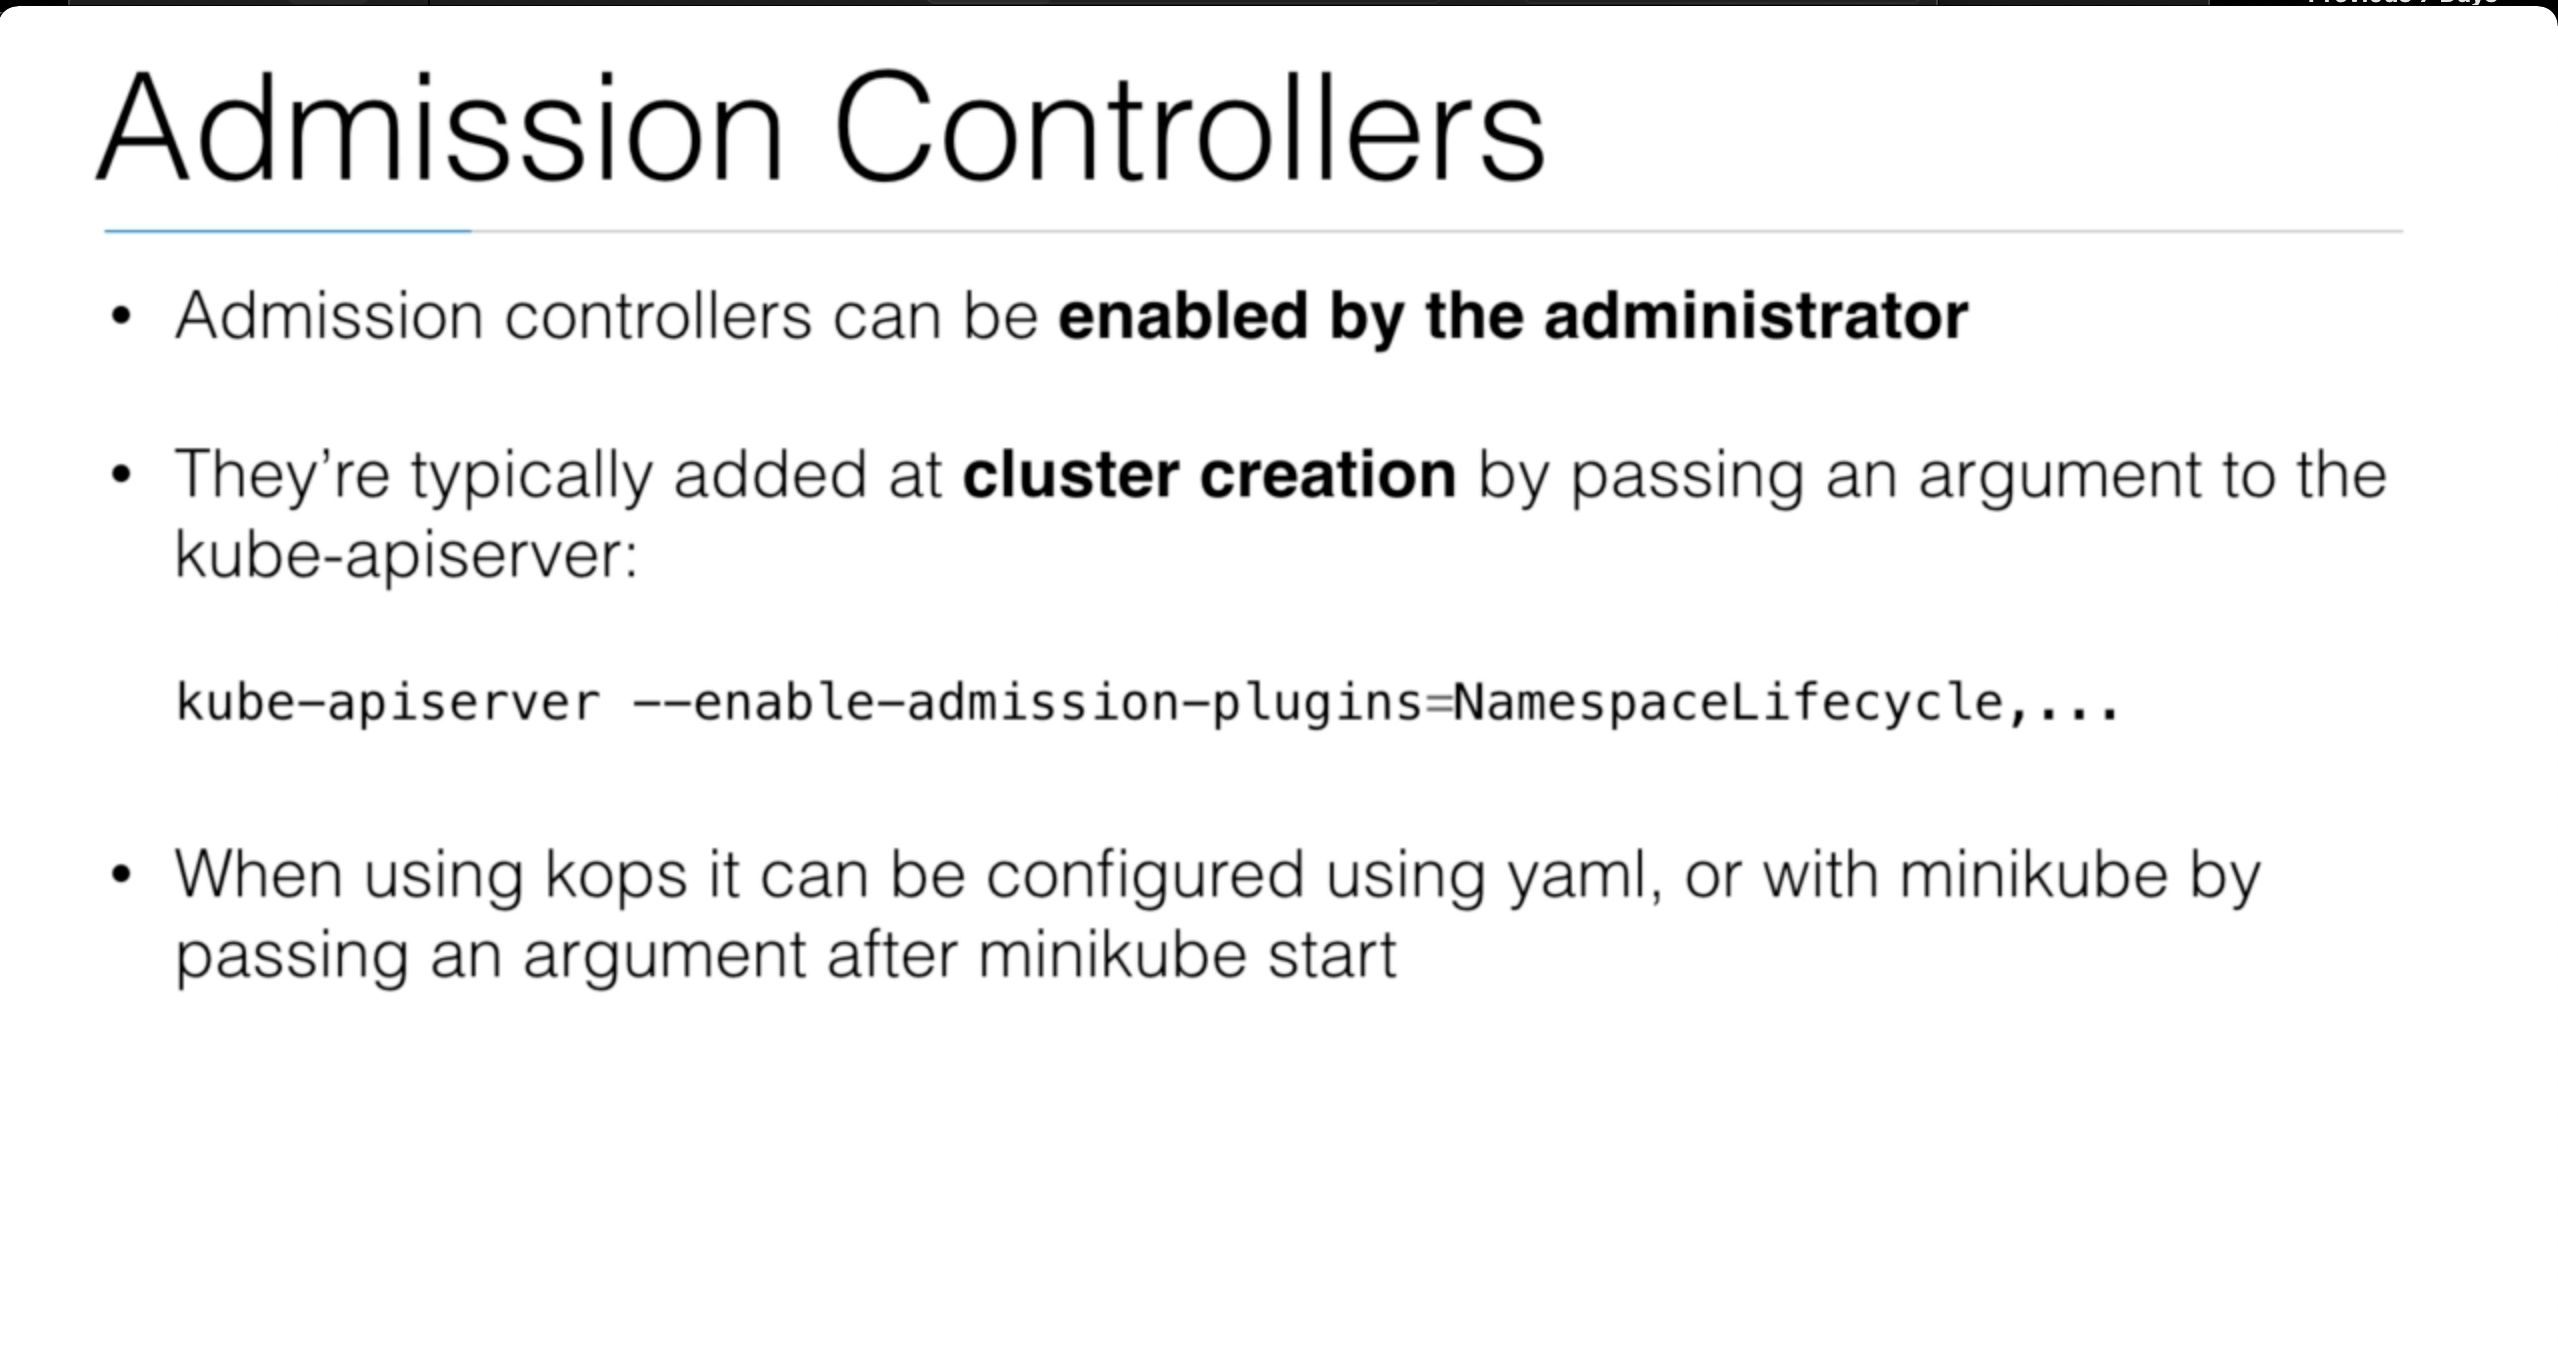 Admission Controllers
• Admission controllers can be enabled by the administrator
• They’re typically added at cluster creation by passing an argument to the
kube-apiserver:
kube-apiserver --enable-admission-plugins=NamespaceLifecycle,...
• When using kops it can be configured using yaml, or with minikube by
passing an argument after minikube start